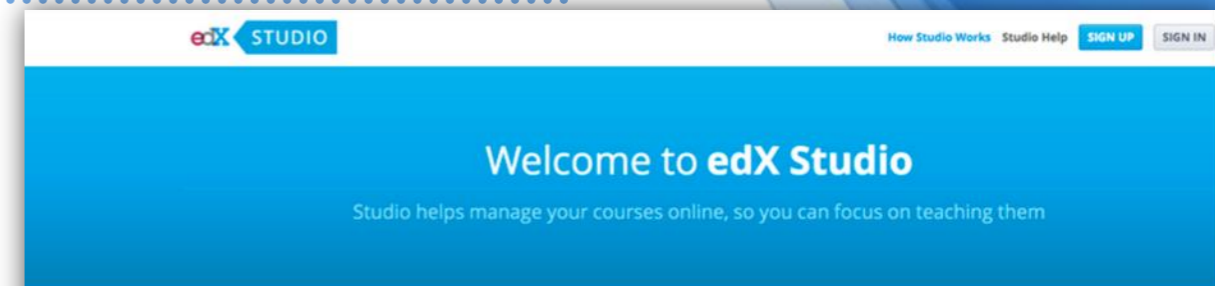 edX STUDIO
How Studio Works Studio Help SIGN UP SIGN IN
Welcome to edX Studio
Studio helps manage your courses online, so you can focus on teaching them